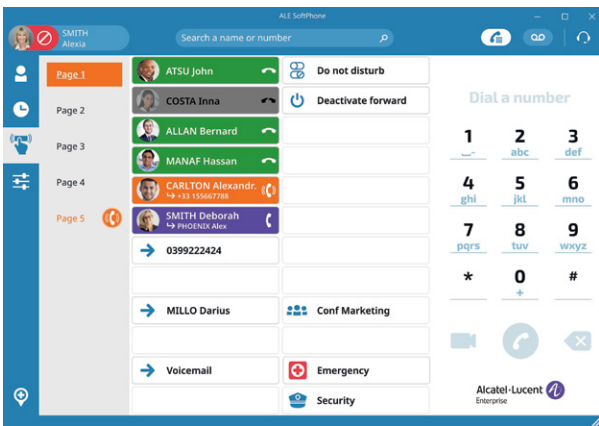 ALE SoftPhone
SMITH
Alexia
Search a name or number
Page 1
Page 2
Page 3
Page 4
Page 5
ATSU John
COSTA Inna
ALLAN Bernard
MANAF Hassan
CARLTON Alexandr.
+33 155667788
SMITH Deborah
PHOENIX Alex
0399222424
MILLO Darius
Voicemail
Do not disturb
Deactivate forward
Conf Marketing
Emergency
Security
Dial a number
1 2 3
abc def
4 5 6
ghi jkl mno
7 8 9
pqrs tuv wxyz
* 0 #
+
Alcatel-Lucent
Enterprise